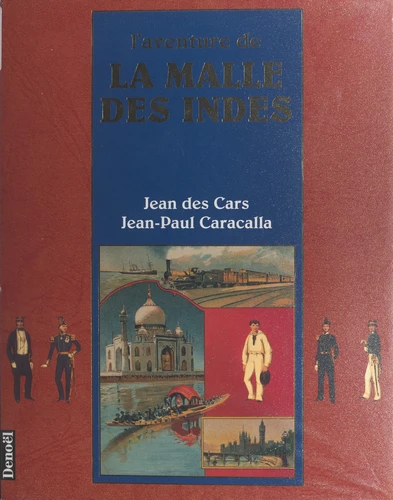 l'aventure de
LA MALLE
DES INDES
Jean des Cars
Jean-Paul Caracalla
Denoël